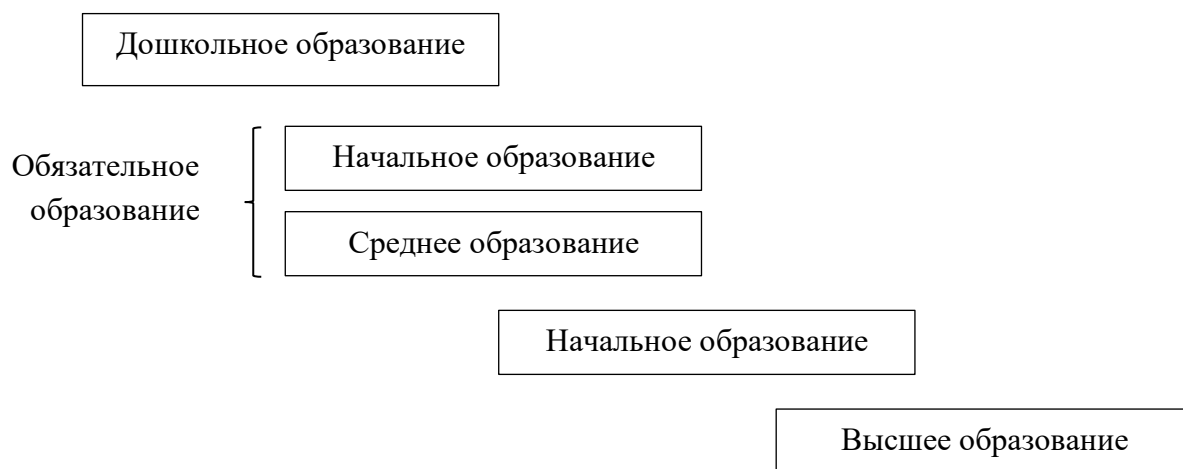 Дошкольное образование
Обязательное
образование
Начальное образование
Среднее образование
Начальное образование
Высшее образование